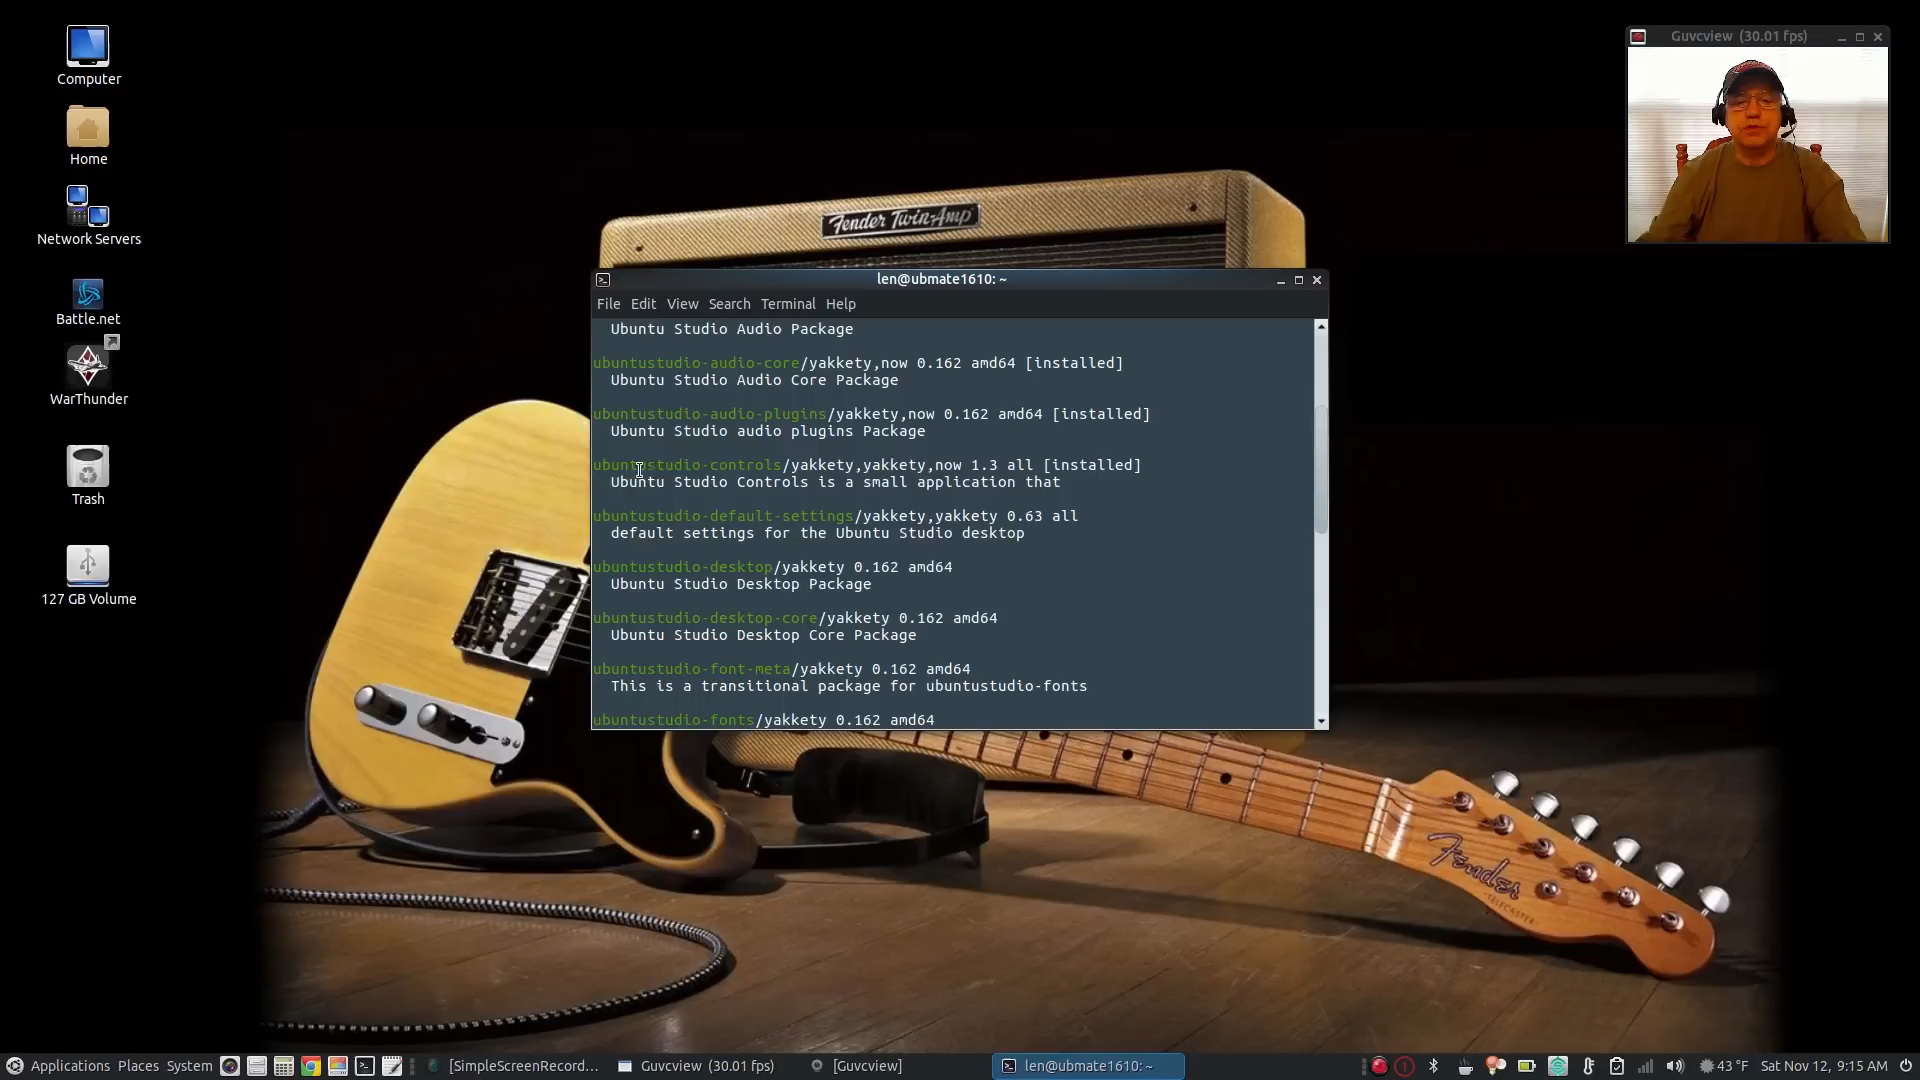 Computer
Home
Network Servers
Battle.net
WarThunder
Trash
127 GB Volume
Guvcview (30.01 fps)
Fender Twin-Amp
len@ubmate1610: ~
File Edit View Search Terminal Help
Ubuntu Studio Audio Package
ubuntustudio-audio-core/yakkety,now 0.162 amd64 [installed]
Ubuntu Studio Audio Core Package
ubuntustudio-audio-plugins/yakkety,now 0.162 amd64 [installed]
Ubuntu Studio audio plugins Package
ubuntustudio-controls/yakkety,yakkety,now 1.3 all [installed]
Ubuntu Studio Controls is a small application that
ubuntustudio-default-settings/yakkety,yakkety 0.63 all
default settings for the Ubuntu Studio desktop
ubuntustudio-desktop/yakkety 0.162 amd64
Ubuntu Studio Desktop Package
ubuntustudio-desktop-core/yakkety 0.162 amd64
Ubuntu Studio Desktop Core Package
ubuntustudio-font-meta/yakkety 0.162 amd64
This is a transitional package for ubuntustudio-fonts
ubuntustudio-fonts/yakkety 0.162 amd64
Fender
TELECASTER
Applications Places System [SimpleScreenRecord... Guvcview (30.01 fps) [Guvcview] len@ubmate1610: ~ 43 °F Sat Nov 12, 9:15 AM